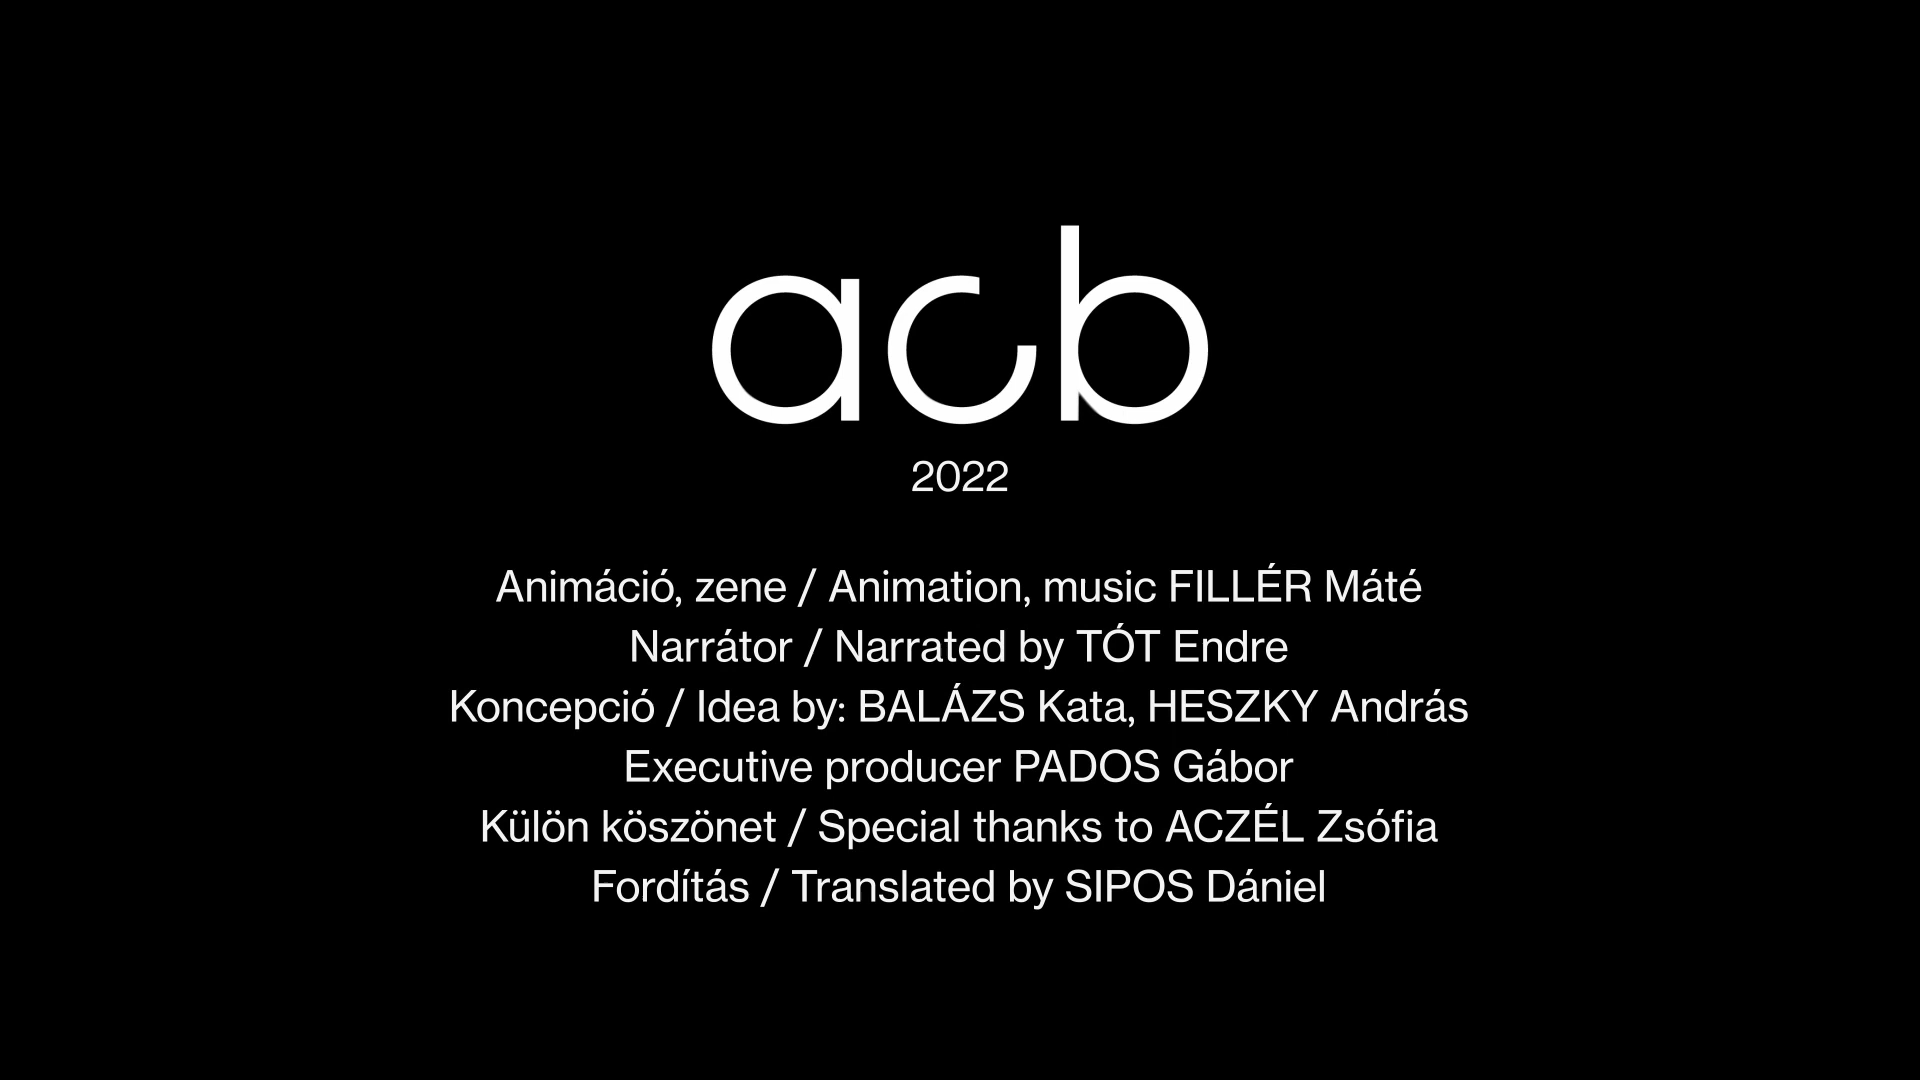 acb
2022
Animáció, zene / Animation, music FILLÉR Máté
Narrátor / Narrated by TÓT Endre
Koncepció / Idea by: BALÁZS Kata, HESZKY András
Executive producer PADOS Gábor
Külön köszönet / Special thanks to ACZÉL Zsófia
Fordítás / Translated by SIPOS Dániel